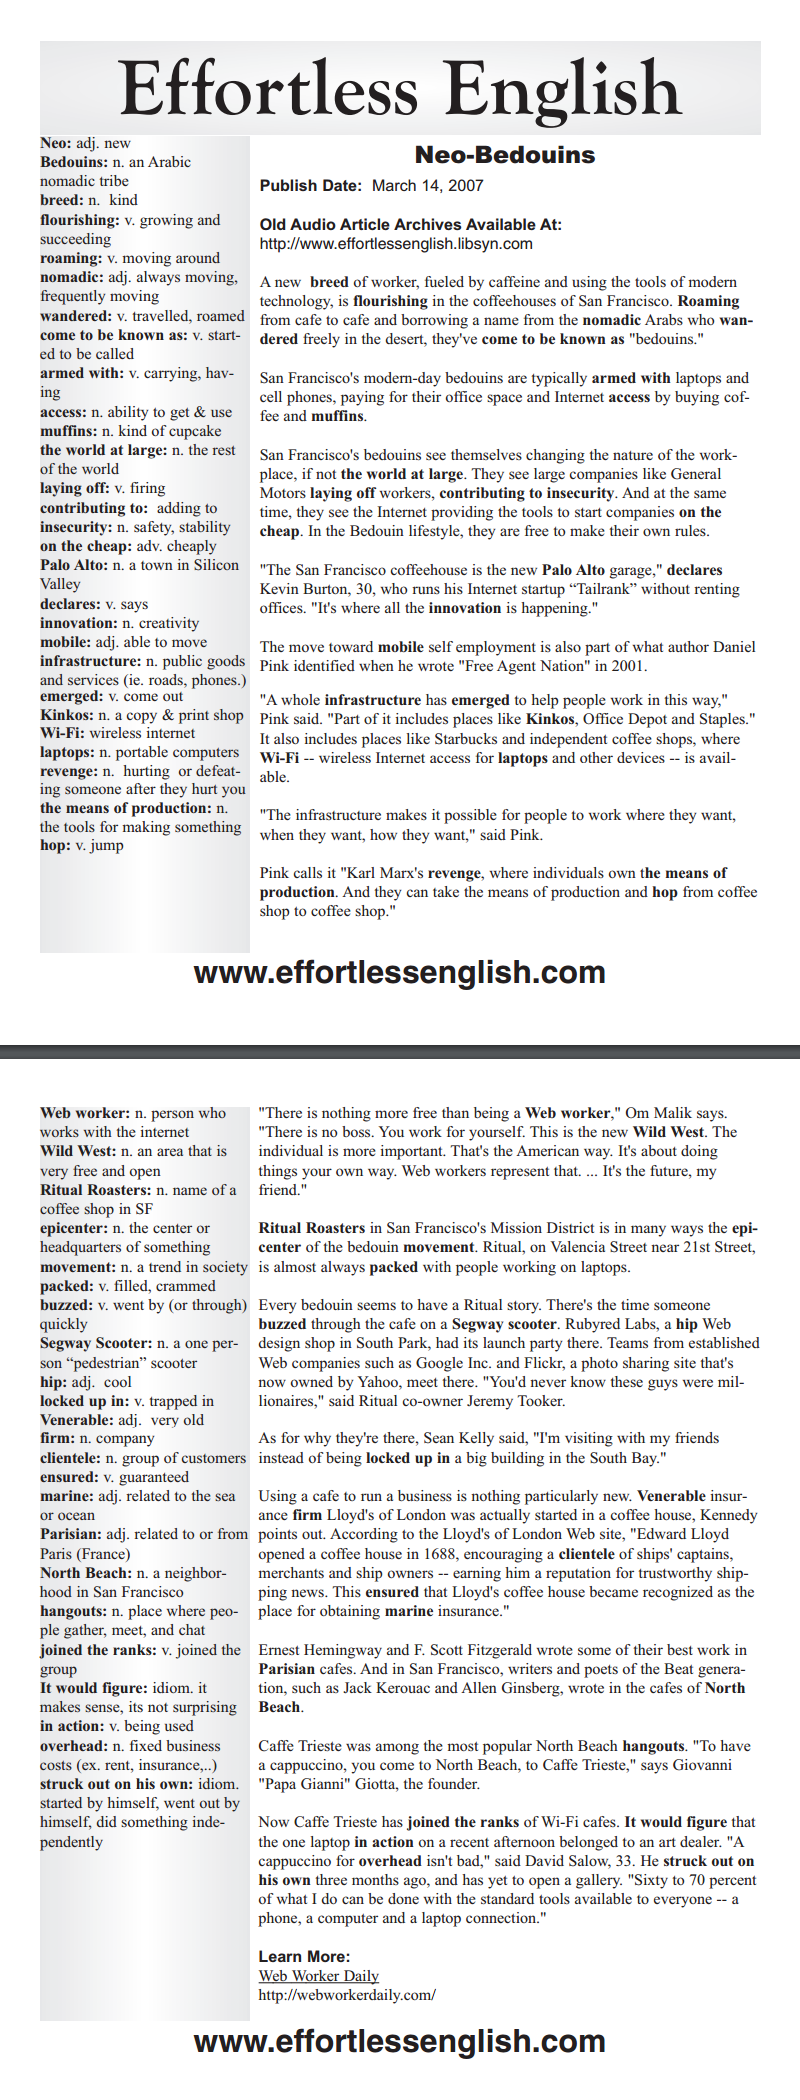 Effortless English
Neo: adj. new
Bedouins: n. an Arabic
nomadic tribe
breed: n.  kind
flourishing: v. growing and
succeeding
roaming: v. moving around
nomadic: adj. always moving,
frequently moving
wandered: v. travelled, roamed
come to be known as: v. start-
ed to be called
armed with: v. carrying, hav-
ing
access: n. ability to get & use
muffins: n. kind of cupcake
the world at large: n. the rest
of the world
laying off: v. firing
contributing to:  adding to
insecurity: n. safety, stability
on the cheap: adv. cheaply
Palo Alto: n. a town in Silicon
Valley
declares: v. says
innovation: n. creativity
mobile: adj. able to move
infrastructure: n. public goods
and services (ie. roads, phones.)
emerged: v. come out
Kinkos: n. a copy & print shop
Wi-Fi: wireless internet
laptops: n. portable computers
revenge: n.  hurting  or defeat-
ing someone after they hurt you
the means of production: n.
the tools for making something
hop: v. jump
Neo-Bedouins
Publish Date:  March 14, 2007
Old Audio Article Archives Available At:
http://www.effortlessenglish.libsyn.com
A new  breed of worker, fueled by caffeine and using the tools of modern
technology, is flourishing in the coffeehouses of San Francisco. Roaming
from cafe to cafe and borrowing a name from the nomadic Arabs who wan-
dered freely in the desert, they've come to be known as "bedouins."
San Francisco's modern-day bedouins are typically armed with laptops and
cell phones, paying for their office space and Internet access by buying cof-
fee and muffins.
San Francisco's bedouins see themselves changing the nature of the work-
place, if not the world at large. They see large companies like General
Motors laying off workers, contributing to insecurity. And at the same
time, they see the Internet providing the tools to start companies on the
cheap. In the Bedouin lifestyle, they are free to make their own rules.
"The San Francisco coffeehouse is the new Palo Alto garage," declares
Kevin Burton, 30, who runs his Internet startup “Tailrank” without renting
offices. "It's where all the innovation is happening."
The move toward mobile self employment is also part of what author Daniel
Pink identified when he wrote "Free Agent Nation" in 2001.
"A whole infrastructure has emerged to help people work in this way,"
Pink said. "Part of it includes places like Kinkos, Office Depot and Staples."
It also includes places like Starbucks and independent coffee shops, where
Wi-Fi -- wireless Internet access for laptops and other devices -- is avail-
able.
"The infrastructure makes it possible for people to work where they want,
when they want, how they want," said Pink.
Pink calls it "Karl Marx's revenge, where individuals own the means of
production. And they can take the means of production and hop from coffee
shop to coffee shop."
www.effortlessenglish.com
Web worker: n. person who
works with the internet
Wild West: n. an area that is
very free and open
Ritual Roasters: n. name of a
coffee shop in SF
epicenter: n. the center or
headquarters of something
movement: n. a trend in society
packed: v. filled, crammed
buzzed: v. went by (or through)
quickly
Segway Scooter: n. a one per-
son “pedestrian” scooter
hip: adj.  cool
locked up in: v. trapped in
Venerable: adj.  very old
firm: n. company
clientele: n. group of customers
ensured: v. guaranteed
marine: adj. related to the sea
or ocean
Parisian: adj. related to or from
Paris (France)
North Beach: n. a neighbor-
hood in San Francisco
hangouts: n. place where peo-
ple gather, meet, and chat
joined the ranks: v. joined the
group
It would figure: idiom. it
makes sense, its not surprising
in action: v. being used
overhead: n. fixed business
costs (ex. rent, insurance,..)
struck out on his own: idiom.
started by himself, went out by
himself, did something inde-
pendently
"There is nothing more free than being a Web worker," Om Malik says.
"There is no boss. You work for yourself. This is the new Wild West. The
individual is more important. That's the American way. It's about doing
things your own way. Web workers represent that. ... It's the future, my
friend."
Ritual Roasters in San Francisco's Mission District is in many ways the epi-
center of the bedouin movement. Ritual, on Valencia Street near 21st Street,
is almost always packed with people working on laptops.
Every bedouin seems to have a Ritual story. There's the time someone
buzzed through the cafe on a Segway scooter. Rubyred Labs, a hip Web
design shop in South Park, had its launch party there. Teams from established
Web companies such as Google Inc. and Flickr, a photo sharing site that's
now owned by Yahoo, meet there. "You'd never know these guys were mil-
lionaires," said Ritual co-owner Jeremy Tooker.
As for why they're there, Sean Kelly said, "I'm visiting with my friends
instead of being locked up in a big building in the South Bay."
Using a cafe to run a business is nothing particularly new. Venerable insur-
ance firm Lloyd's of London was actually started in a coffee house, Kennedy
points out. According to the Lloyd's of London Web site, "Edward Lloyd
opened a coffee house in 1688, encouraging a clientele of ships' captains,
merchants and ship owners -- earning him a reputation for trustworthy ship-
ping news. This ensured that Lloyd's coffee house became recognized as the
place for obtaining marine insurance."
Ernest Hemingway and F. Scott Fitzgerald wrote some of their best work in
Parisian cafes. And in San Francisco, writers and poets of the Beat genera-
tion, such as Jack Kerouac and Allen Ginsberg, wrote in the cafes of North
Beach.
Caffe Trieste was among the most popular North Beach hangouts. "To have
a cappuccino, you come to North Beach, to Caffe Trieste," says Giovanni
"Papa Gianni" Giotta, the founder.
Now Caffe Trieste has joined the ranks of Wi-Fi cafes. It would figure that
the one laptop in action on a recent afternoon belonged to an art dealer. "A
cappuccino for overhead isn't bad," said David Salow, 33. He struck out on
his own three months ago, and has yet to open a gallery. "Sixty to 70 percent
of what I do can be done with the standard tools available to everyone -- a
phone, a computer and a laptop connection."
Learn More:
Web Worker Daily
http://webworkerdaily.com/
www.effortlessenglish.com